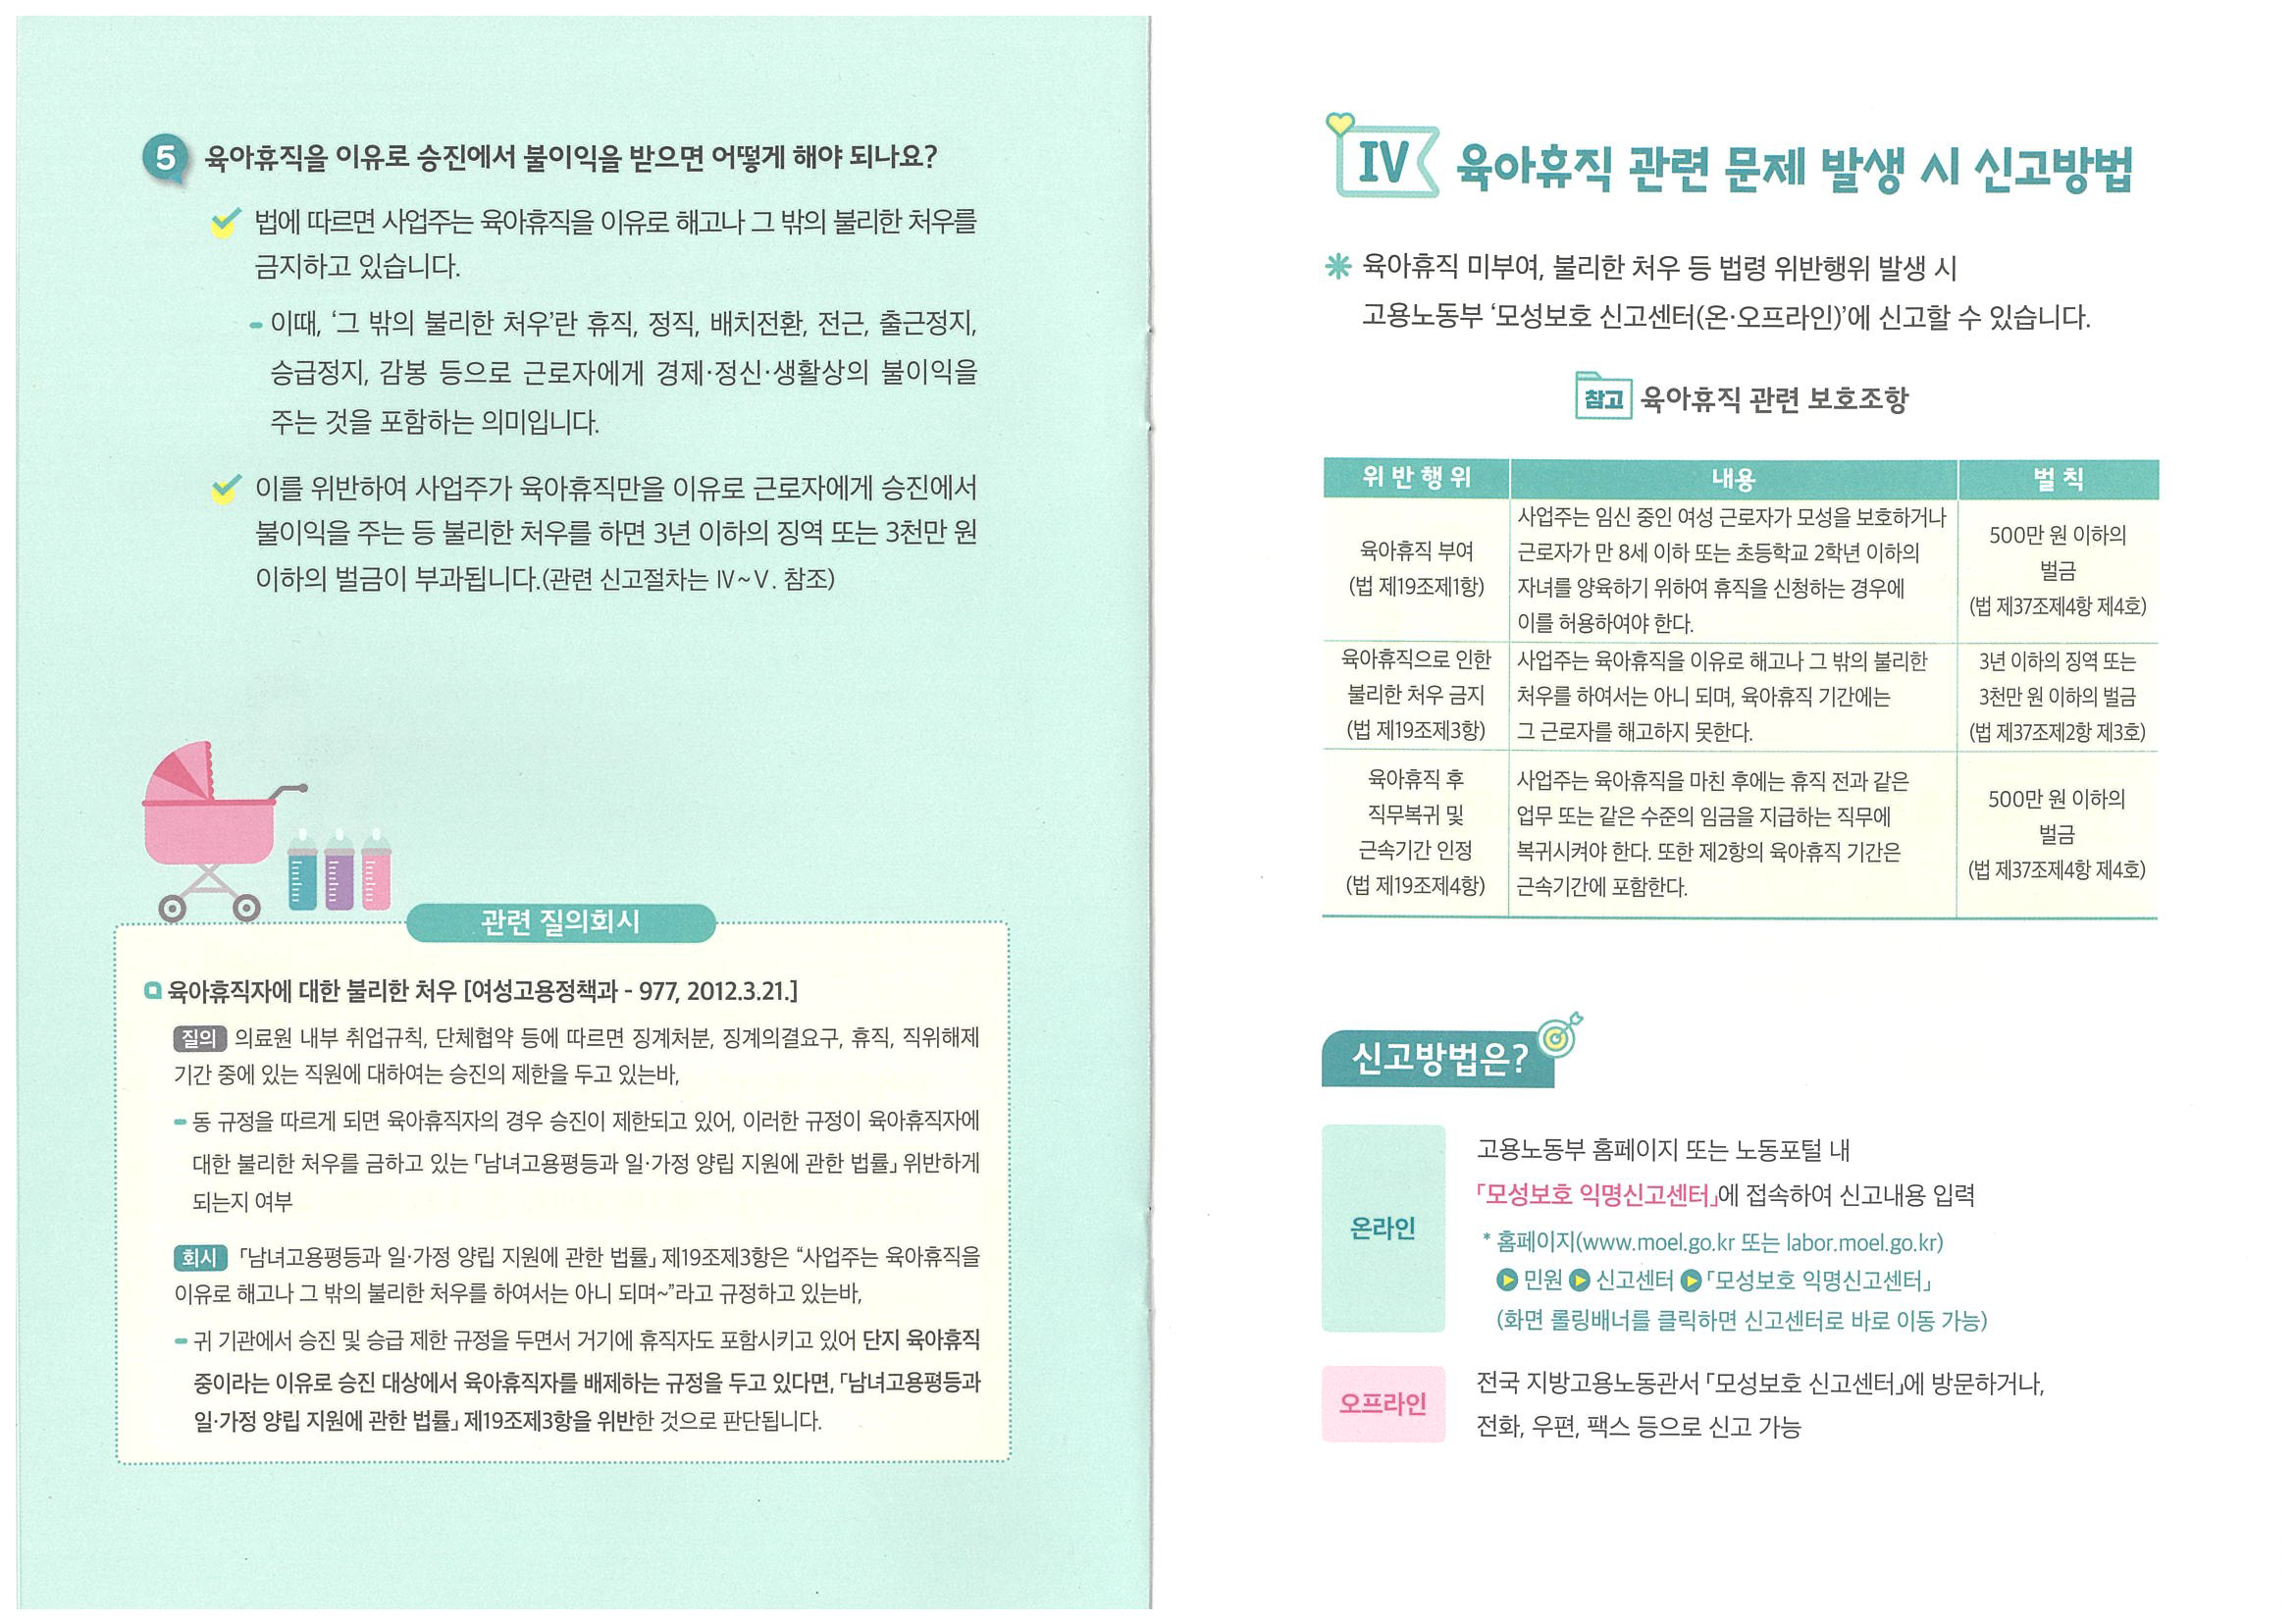 5 육아휴직을 이유로 승진에서 불이익을 받으면 어떻게 해야 되나요?
법에 따르면 사업주는 육아휴직을 이유로 해고나 그 밖의 불리한 처우를
금지하고 있습니다.
- 이때, ‘그 밖의 불리한 처우’란 휴직, 정직, 배치전환, 전근, 출근정지,
승급정지, 감봉 등으로 근로자에게 경제·정신·생활상의 불이익을
주는 것을 포함하는 의미입니다.
이를 위반하여 사업주가 육아휴직만을 이유로 근로자에게 승진에서
불이익을 주는 등 불리한 처우를 하면 3년 이하의 징역 또는 3천만 원
이하의 벌금이 부과됩니다.(관련 신고절차는 Ⅳ~Ⅴ. 참조)
관련 질의회시
육아휴직자에 대한 불리한 처우 [여성고용정책과 - 977, 2012.3.21.]
질의 의료원 내부 취업규칙, 단체협약 등에 따르면 징계처분, 징계의결요구, 휴직, 직위해제
기간 중에 있는 직원에 대하여는 승진의 제한을 두고 있는바,
- 동 규정을 따르게 되면 육아휴직자의 경우 승진이 제한되고 있어, 이러한 규정이 육아휴직자에
대한 불리한 처우를 금하고 있는 「남녀고용평등과 일·가정 양립 지원에 관한 법률」 위반하게
되는지 여부
회시 「남녀고용평등과 일·가정 양립 지원에 관한 법률」 제19조제3항은 “사업주는 육아휴직을
이유로 해고나 그 밖의 불리한 처우를 하여서는 아니 되며~”라고 규정하고 있는바,
- 귀 기관에서 승진 및 승급 제한 규정을 두면서 거기에 휴직자도 포함시키고 있어 단지 육아휴직
중이라는 이유로 승진 대상에서 육아휴직자를 배제하는 규정을 두고 있다면, 「남녀고용평등과
일·가정 양립 지원에 관한 법률」 제19조제3항을 위반한 것으로 판단됩니다.
Ⅳ 육아휴직 관련 문제 발생 시 신고방법
육아휴직 미부여, 불리한 처우 등 법령 위반행위 발생 시
고용노동부 ‘모성보호 신고센터(온·오프라인)’에 신고할 수 있습니다.
참고 육아휴직 관련 보호조항
위 반 행 위 내용 벌 칙
육아휴직 부여
(법 제19조제1항)
사업주는 임신 중인 여성 근로자가 모성을 보호하거나
근로자가 만 8세 이하 또는 초등학교 2학년 이하의
자녀를 양육하기 위하여 휴직을 신청하는 경우에
이를 허용하여야 한다.
500만 원 이하의
벌금
(법 제37조제4항 제4호)
육아휴직으로 인한
불리한 처우 금지
(법 제19조제3항)
사업주는 육아휴직을 이유로 해고나 그 밖의 불리한
처우를 하여서는 아니 되며, 육아휴직 기간에는
그 근로자를 해고하지 못한다.
3년 이하의 징역 또는
3천만 원 이하의 벌금
(법 제37조제2항 제3호)
육아휴직 후
직무복귀 및
근속기간 인정
(법 제19조제4항)
사업주는 육아휴직을 마친 후에는 휴직 전과 같은
업무 또는 같은 수준의 임금을 지급하는 직무에
복귀시켜야 한다. 또한 제2항의 육아휴직 기간은
근속기간에 포함한다.
500만 원 이하의
벌금
(법 제37조제4항 제4호)
신고방법은?
온라인
고용노동부 홈페이지 또는 노동포털 내
「모성보호 익명신고센터」에 접속하여 신고내용 입력
* 홈페이지(www.moel.go.kr 또는 labor.moel.go.kr)
▶ 민원 ▶ 신고센터 ▶ 「모성보호 익명신고센터」
(화면 롤링배너를 클릭하면 신고센터로 바로 이동 가능)
오프라인
전국 지방고용노동관서 「모성보호 신고센터」에 방문하거나,
전화, 우편, 팩스 등으로 신고 가능